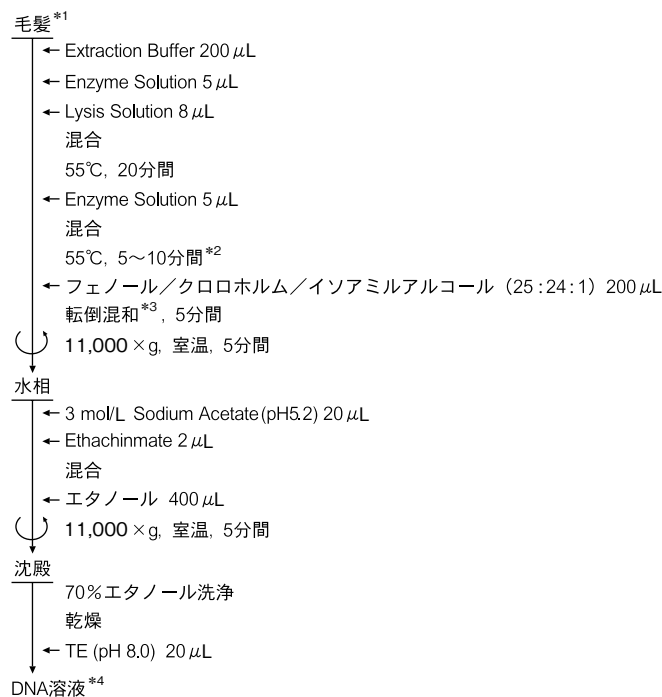 毛髪*1
← Extraction Buffer 200 μL
← Enzyme Solution 5 μL
← Lysis Solution 8 μL
混合
55℃, 20分間
← Enzyme Solution 5 μL
混合
55℃, 5〜10分間*2
← フェノール／クロロホルム／イソアミルアルコール（25:24:1）200 μL
転倒混和*3, 5分間
11,000×g, 室温, 5分間
水相
← 3 mol/L Sodium Acetate(pH5.2) 20 μL
← Ethachinmate 2 μL
混合
← エタノール 400 μL
11,000×g, 室温, 5分間
沈殿
70％エタノール洗浄
乾燥
← TE (pH 8.0) 20 μL
DNA溶液*4